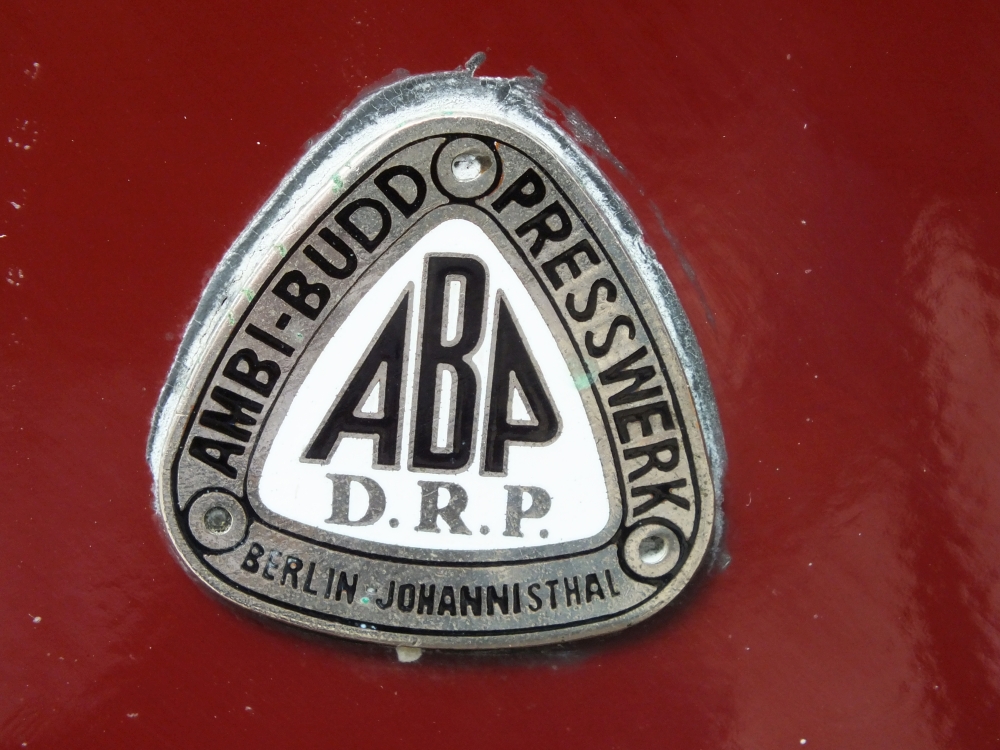 AMBI-BUDD
PRESSWERK
ABP
D.R.P.
BERLIN JOHANNISTHAL